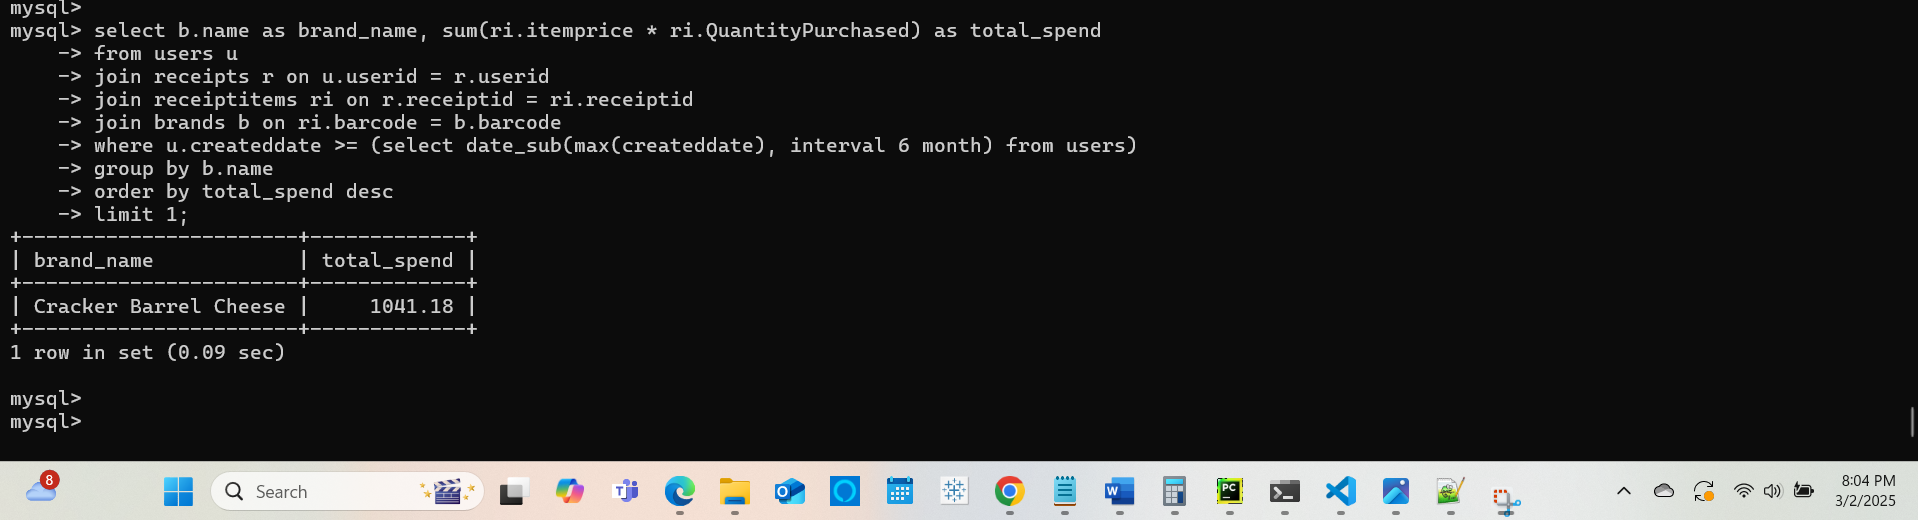 mysql>
mysql> select b.name as brand_name, sum(ri.itemprice * ri.QuantityPurchased) as total_spend
    -> from users u
    -> join receipts r on u.userid = r.userid
    -> join receiptitems ri on r.receiptid = ri.receiptid
    -> join brands b on ri.barcode = b.barcode
    -> where u.createddate >= (select date_sub(max(createddate), interval 6 month) from users)
    -> group by b.name
    -> order by total_spend desc
    -> limit 1;
+-----------------------+-------------+
| brand_name            | total_spend |
+-----------------------+-------------+
| Cracker Barrel Cheese |     1041.18 |
+-----------------------+-------------+
1 row in set (0.09 sec)
mysql>
mysql>
8
Search
PC
8:04 PM
3/2/2025